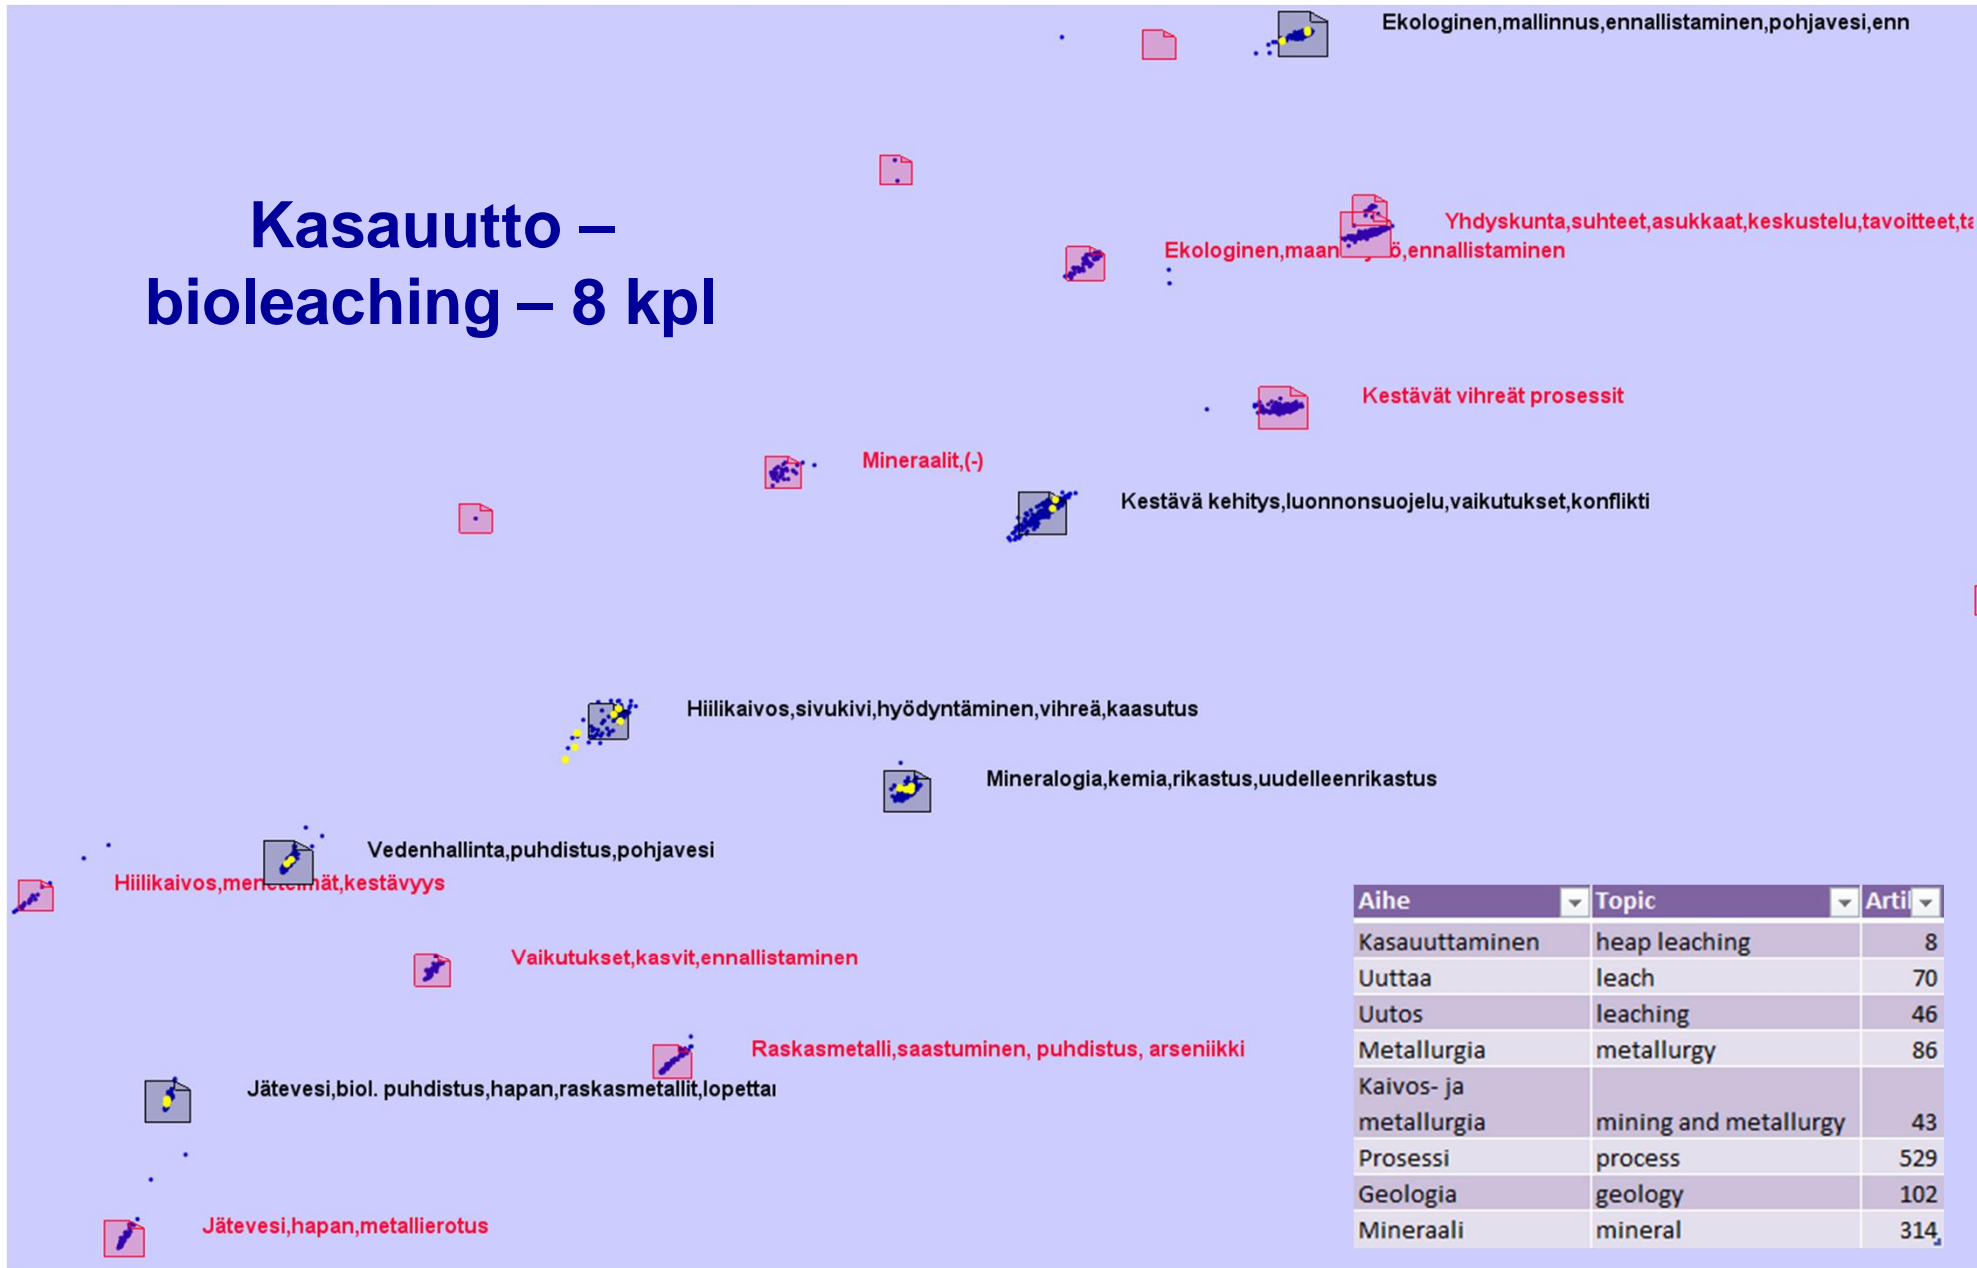 Ekologinen,mallinnus,ennallistaminen,pohjavesi,enn
Kasauutto –
bioleaching – 8 kpl
Yhdyskunta,suhteet,asukkaat,keskustelu,tavoitteet,ta
Ekologinen,maan ö,ennallistaminen
Kestävät vihreät prosessit
Mineraalit,(-)
Kestävä kehitys,luonnonsuojelu,vaikutukset,konflikti
Hiilikaivos,sivukivi,hyödyntäminen,vihreä,kaasutus
Mineralogia,kemia,rikastus,uudelleenrikastus
Vedenhallinta,puhdistus,pohjavesi
Hiilikaivos,menetelmät,kestävyys
Vaikutukset,kasvit,ennallistaminen
Raskasmetalli,saastuminen, puhdistus, arseniikki
Jätevesi,biol. puhdistus,hapan,raskasmetallit,lopettai
Jätevesi,hapan,metallierotus
Aihe Topic Artil
Kasauuttaminen heap leaching 8
Uuttaa leach 70
Uutos leaching 46
Metallurgia metallurgy 86
Kaivos- ja
metallurgia mining and metallurgy 43
Prosessi process 529
Geologia geology 102
Mineraali mineral 314